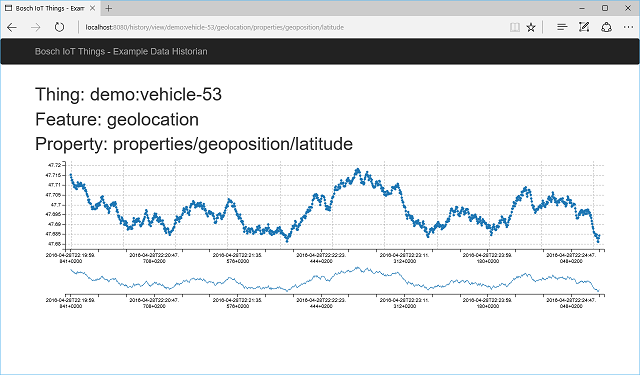 Bosch IoT Things - Exam
localhost:8080/history/view/demo:vehicle-53/geolocation/properties/geoposition/latitude
Bosch IoT Things - Example Data Historian
Thing: demo:vehicle-53
Feature: geolocation
Property: properties/geoposition/latitude
47.72
47.715
47.71
47.705
47.7
47.695
47.69
47.685
47.68
2016-04-28T22:19:59. 2016-04-28T22:20:47. 2016-04-28T22:21:35. 2016-04-28T22:22:23. 2016-04-28T22:23:11. 2016-04-28T22:23:59. 2016-04-28T22:24:47.
841+0200 708+0200 576+0200 444+0200 312+0200 180+0200 048+0200
2016-04-28T22:19:59. 2016-04-28T22:20:47. 2016-04-28T22:21:35. 2016-04-28T22:22:23. 2016-04-28T22:23:11. 2016-04-28T22:23:59. 2016-04-28T22:24:47.
841+0200 708+0200 576+0200 444+0200 312+0200 180+0200 048+0200